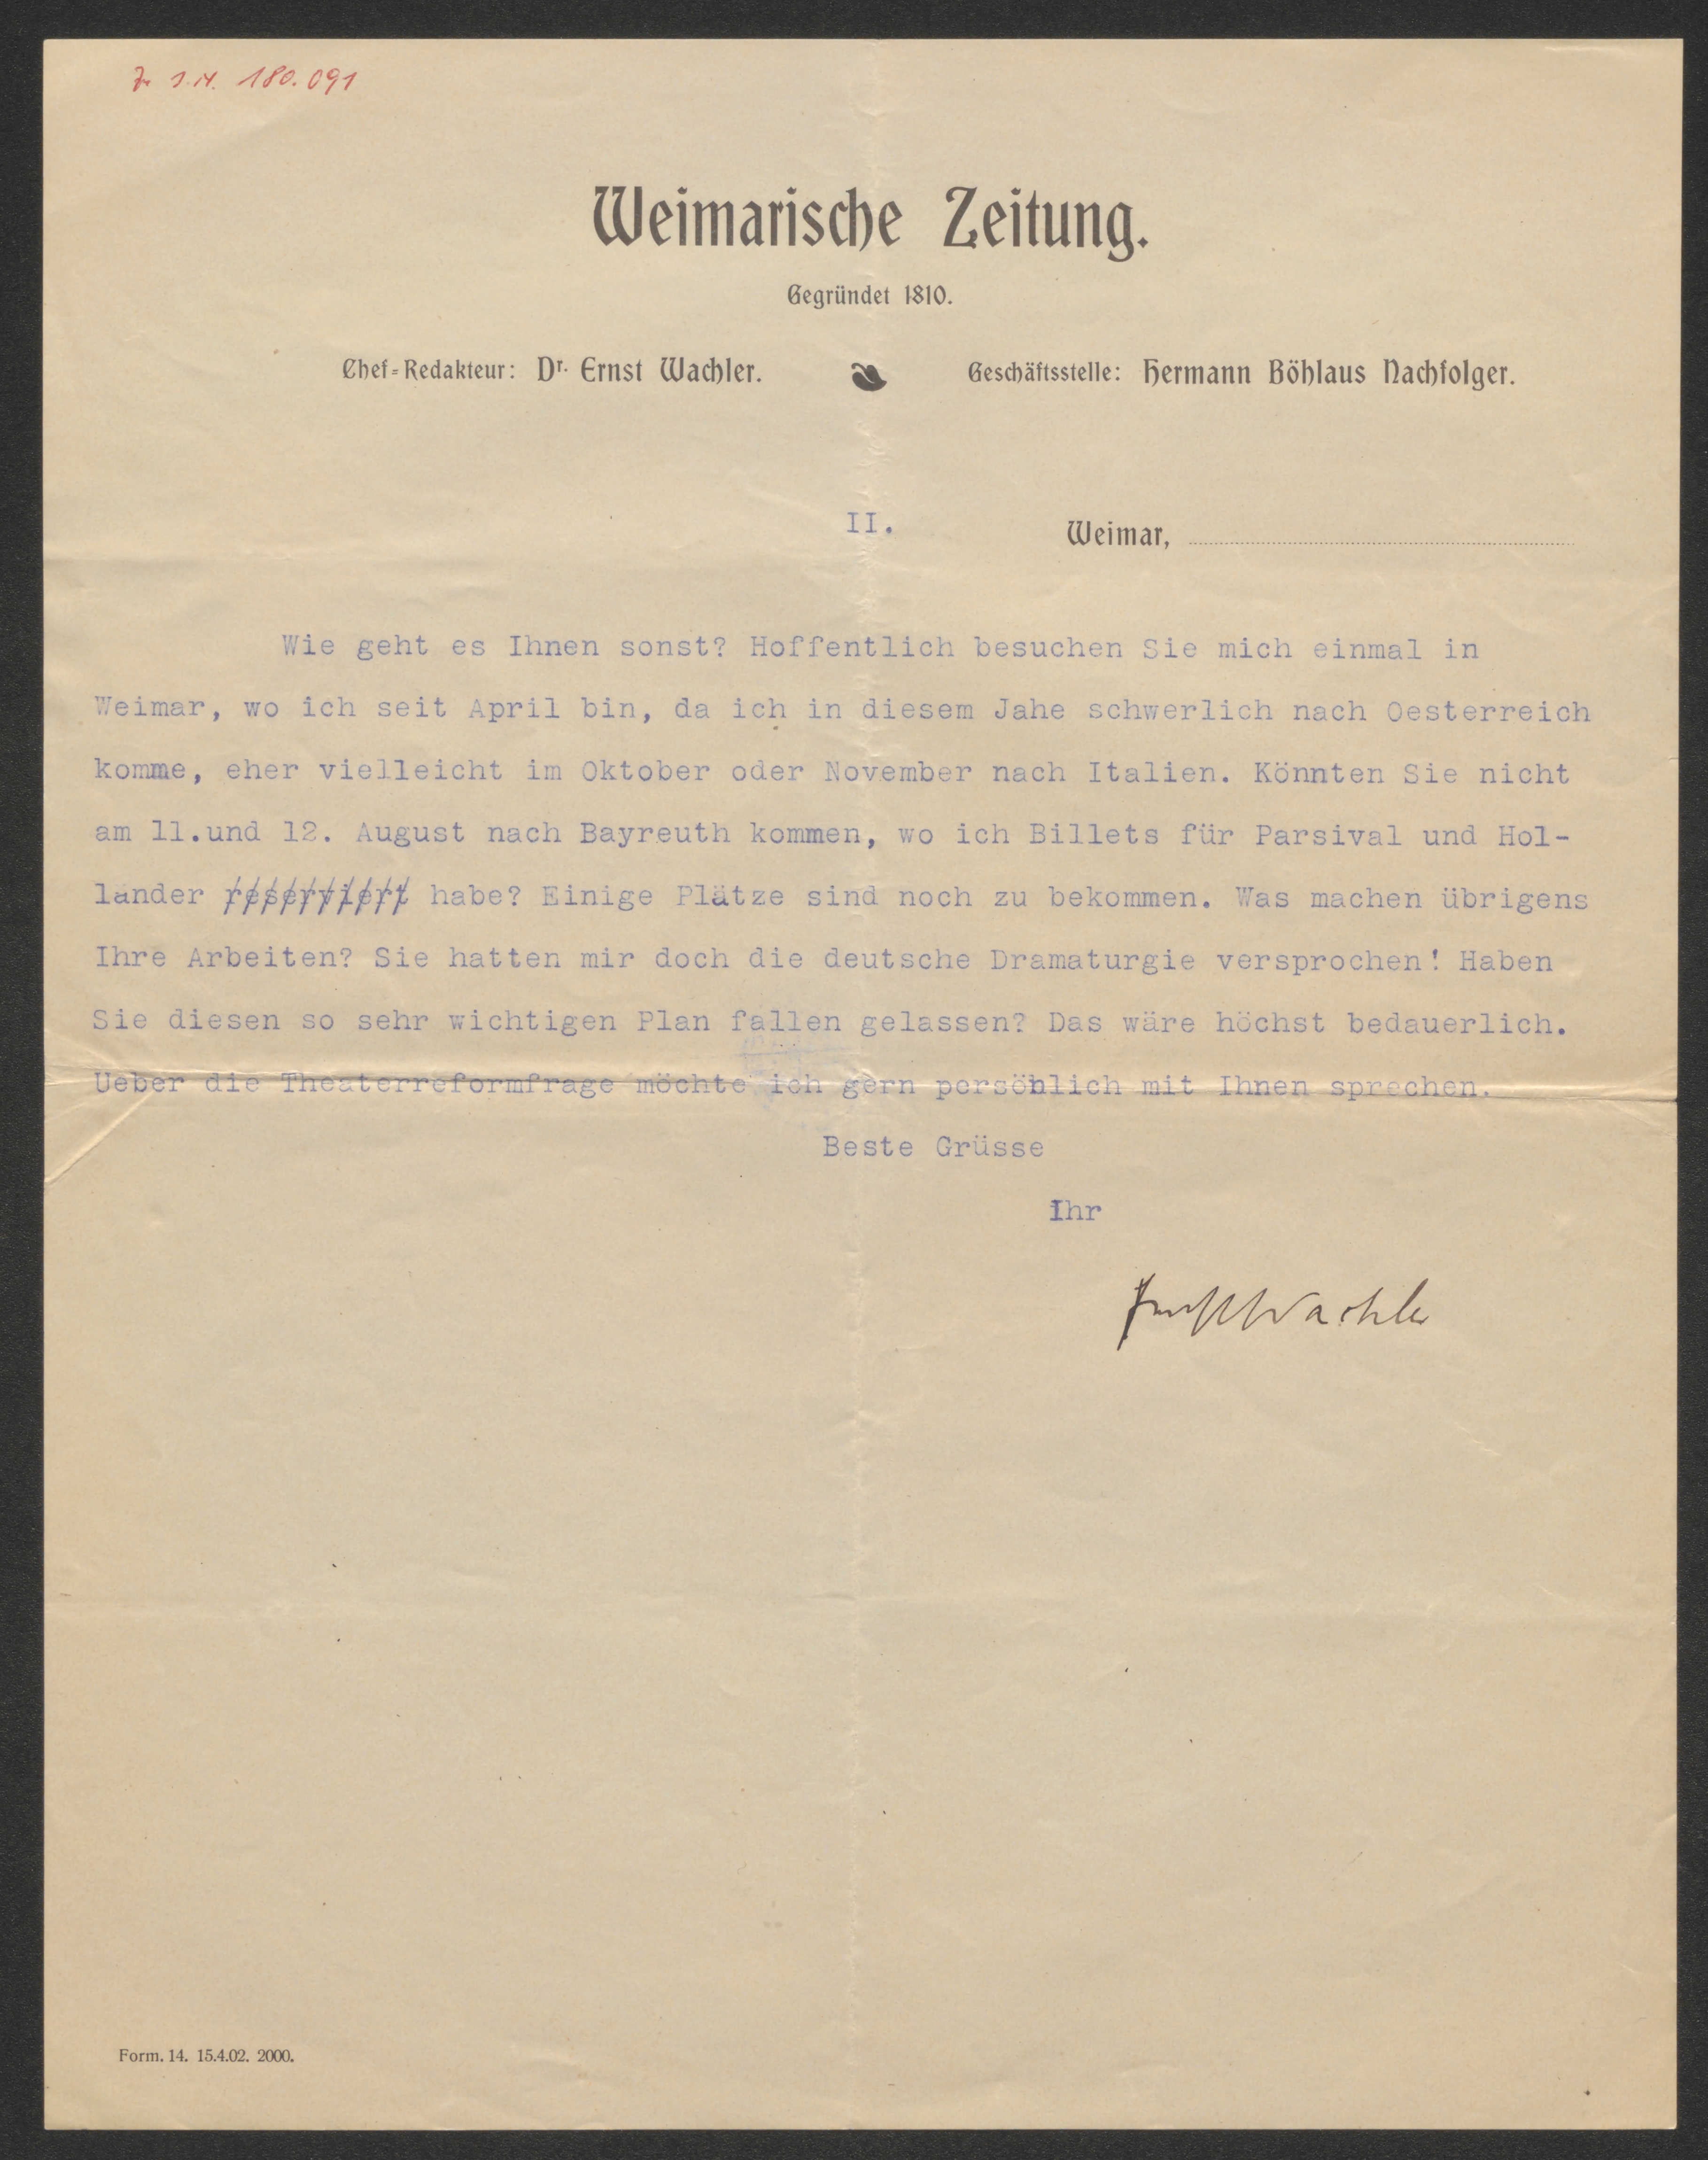 Zu I.N. 180.091
Weimarische Zeitung.
Gegründet 1810.
Chef=Redakteur: Dr. Ernst Wachler. Geschäftsstelle: Hermann Böhlaus Nachfolger.
II. Weimar,
Wie geht es Ihnen sonst? Hoffentlich besuchen Sie mich einmal in
Weimar, wo ich seit April bin, da ich in diesem Jahe schwerlich nach Oesterreich
komme, eher vielleicht im Oktober oder November nach Italien. Könnten Sie nicht
am 11.und 12. August nach Bayreuth kommen, wo ich Billets für Parsival und Hol-
länder reserviert habe? Einige Plätze sind noch zu bekommen. Was machen übrigens
Ihre Arbeiten? Sie hatten mir doch die deutsche Dramaturgie versprochen! Haben
Sie diesen so sehr wichtigen Plan fallen gelassen? Das wäre höchst bedauerlich.
Ueber die Theaterreformfrage möchte ich gern persönlich mit Ihnen sprechen.
Beste Grüsse
Ihr
Ernst Wachler
Form. 14. 15.4.02. 2000.